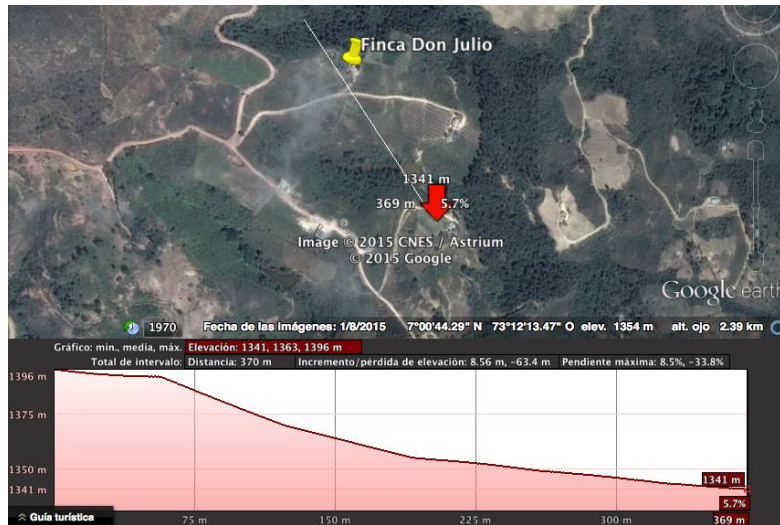 Finca Don Julio
1341 m
369 m 5.7%
Image © 2015 CNES / Astrium
© 2015 Google
Google earth
1970 Fecha de las imágenes: 1/8/2015 7°00'44.29" N 73°12'13.47" O elev. 1354 m alt. ojo 2.39 km
Gráfico: min., media, máx. Elevación: 1341, 1363, 1396 m
Total de intervalo: Distancia: 370 m Incremento/pérdida de elevación: 8.56 m, -63.4 m Pendiente máxima: 8.5%, -33.8%
1396 m
1375 m
1350 m
1341 m
1341 m
5.7%
Guía turística 75 m 150 m 225 m 300 m 369 m